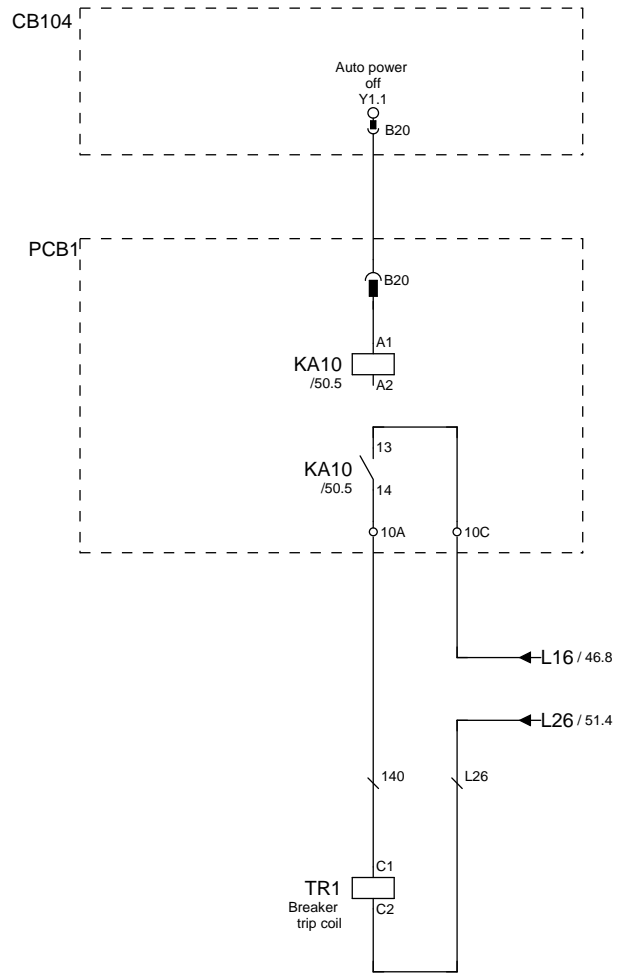 CB104
Auto power
off
Y1.1
B20
PCB1
B20
A1
KA10
/50.5
A2
13
KA10
/50.5
14
10A
10C
L16 / 46.8
L26 / 51.4
140
L26
C1
TR1
C2
Breaker
trip coil